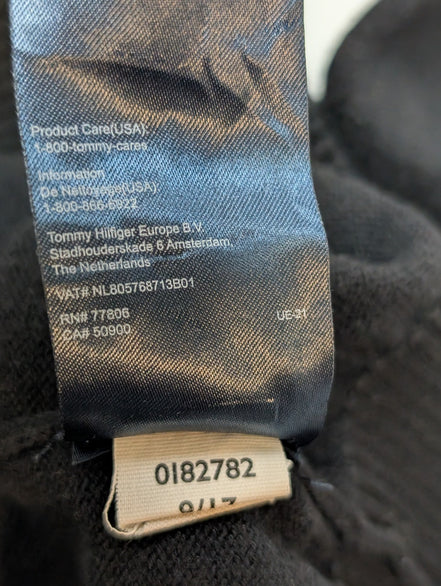 Product Care(USA):
1-800-tommy-cares
Information
De Nettoyage(USA):
1-800-866-6922
Tommy Hilfiger Europe B.V.
Stadhouderskade 6 Amsterdam,
The Netherlands
VAT# NL805768713B01
RN# 77806
CA# 50900
UE-21
0182782